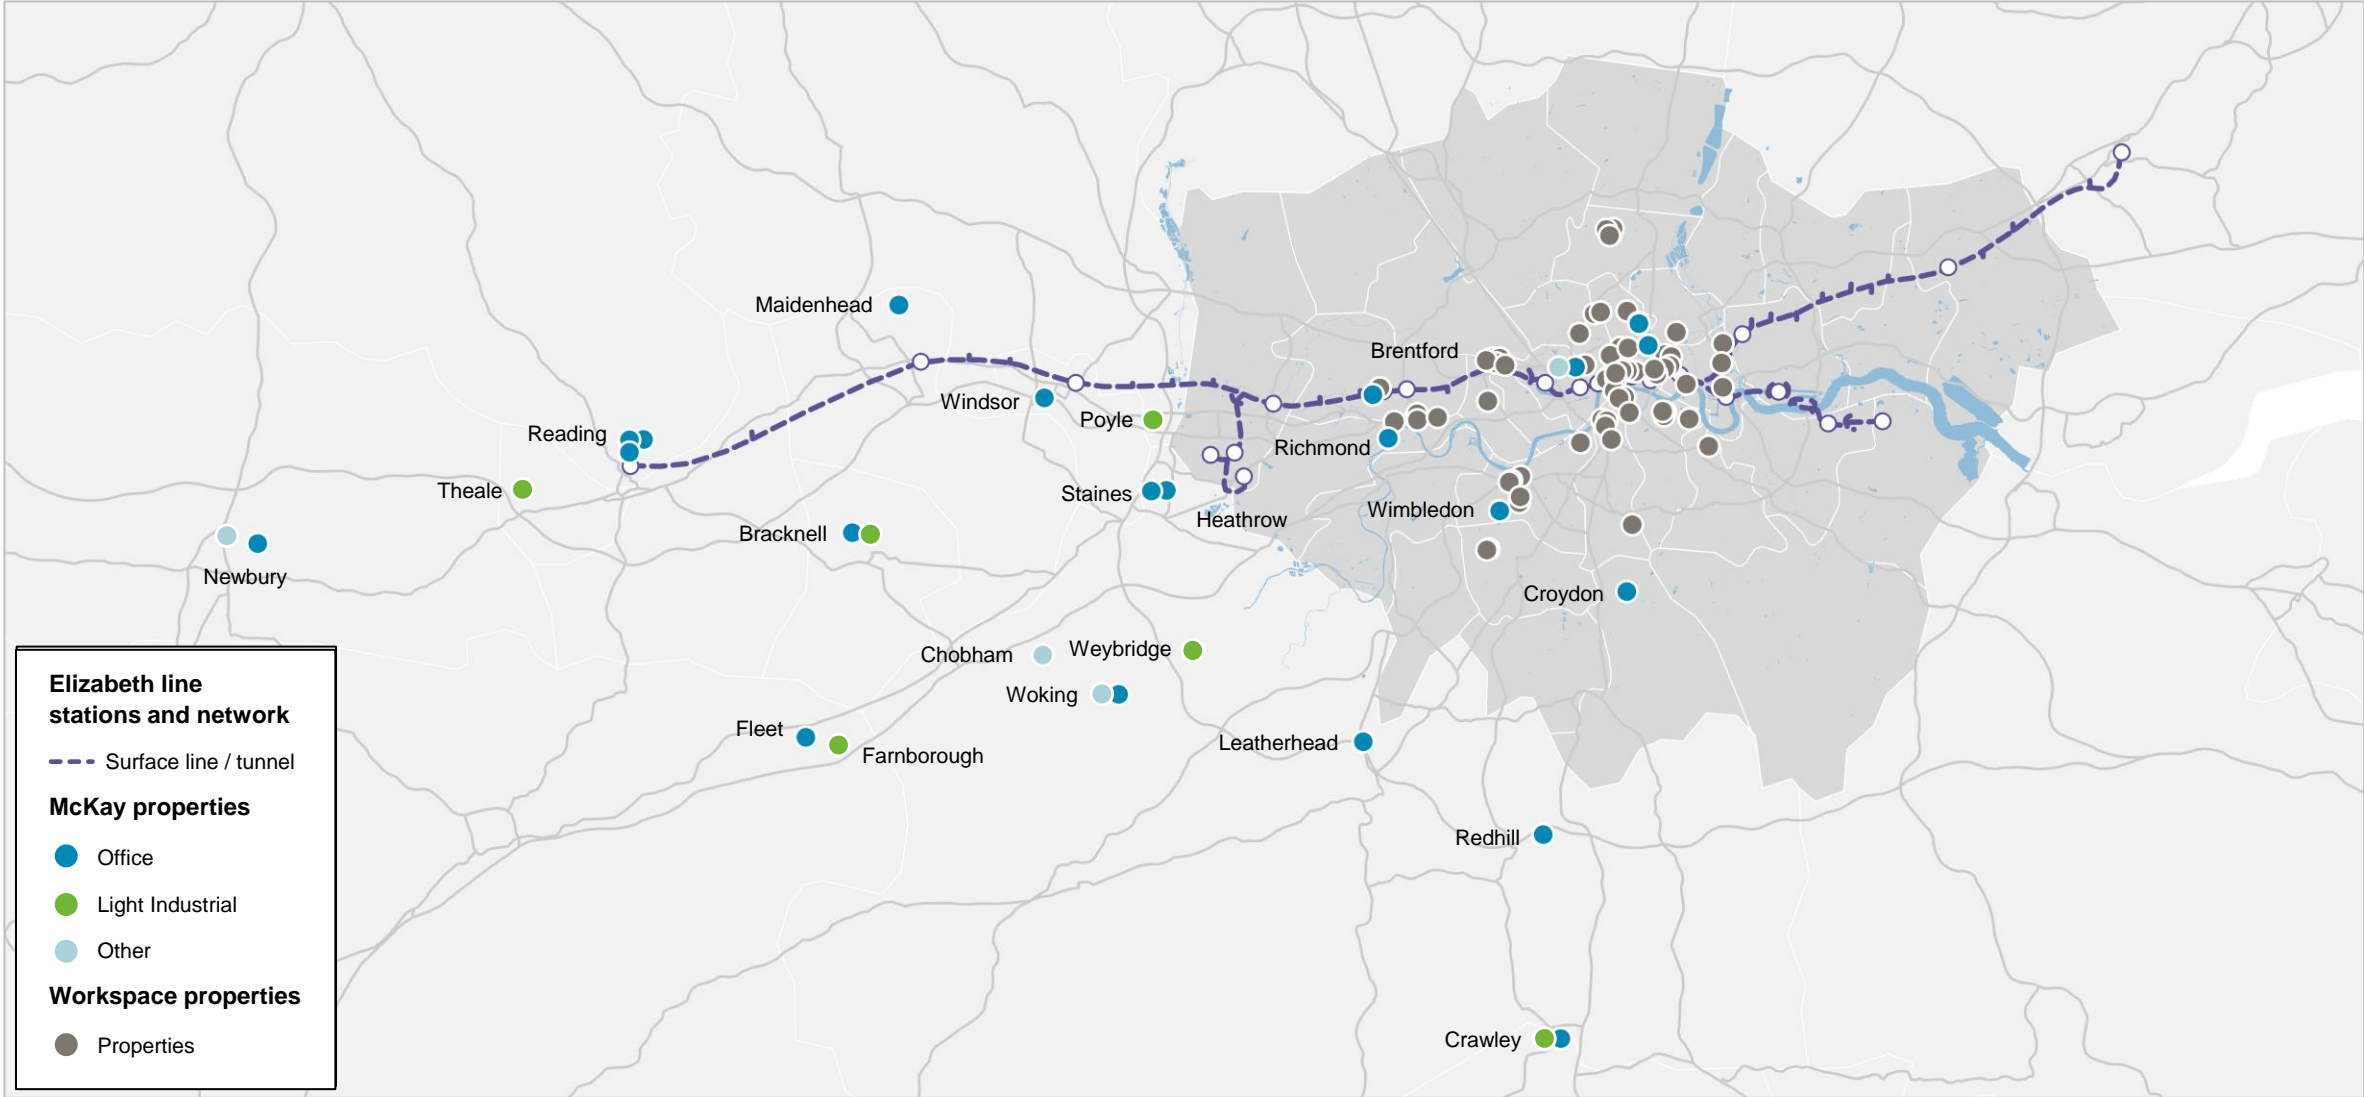 Maidenhead
Brentford
Windsor
Poyle
Reading
Richmond
Theale
Staines
Heathrow
Wimbledon
Bracknell
Newbury
Croydon
Chobham
Weybridge
Woking
Fleet
Farnborough
Leatherhead
Redhill
Crawley
Elizabeth line
stations and network
Surface line / tunnel
McKay properties
Office
Light Industrial
Other
Workspace properties
Properties